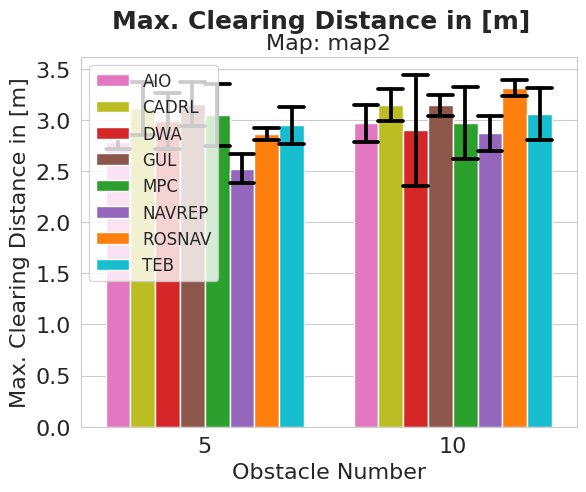 Max. Clearing Distance in [m]
Map: map2
Max. Clearing Distance in [m]
3.5
3.0
2.5
2.0
1.5
1.0
0.5
0.0
AIO
CADRL
DWA
GUL
MPC
NAVREP
ROSNAV
TEB
5
10
Obstacle Number